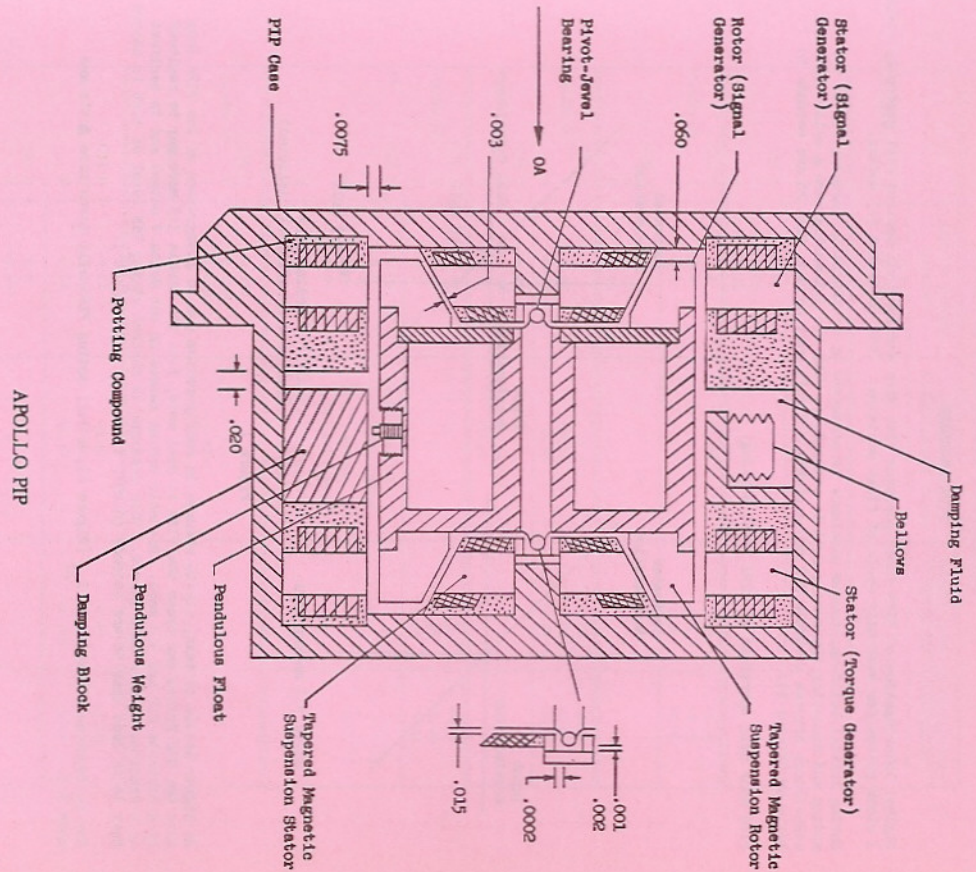 Stator (Signal
Generator)
Rotor (Signal
Generator)
.060
OA
Pivot-Jewel
Bearing
.003
PIP Case
.0075
Damping Fluid
Bellows
Stator (Torque Generator)
Tapered Magnetic
Suspension Rotor
.001
.002
.0002
.015
Tapered Magnetic
Suspension Stator
Pendulous Float
Pendulous Weight
Damping Block
.020
Potting Compound
APOLLO PIP